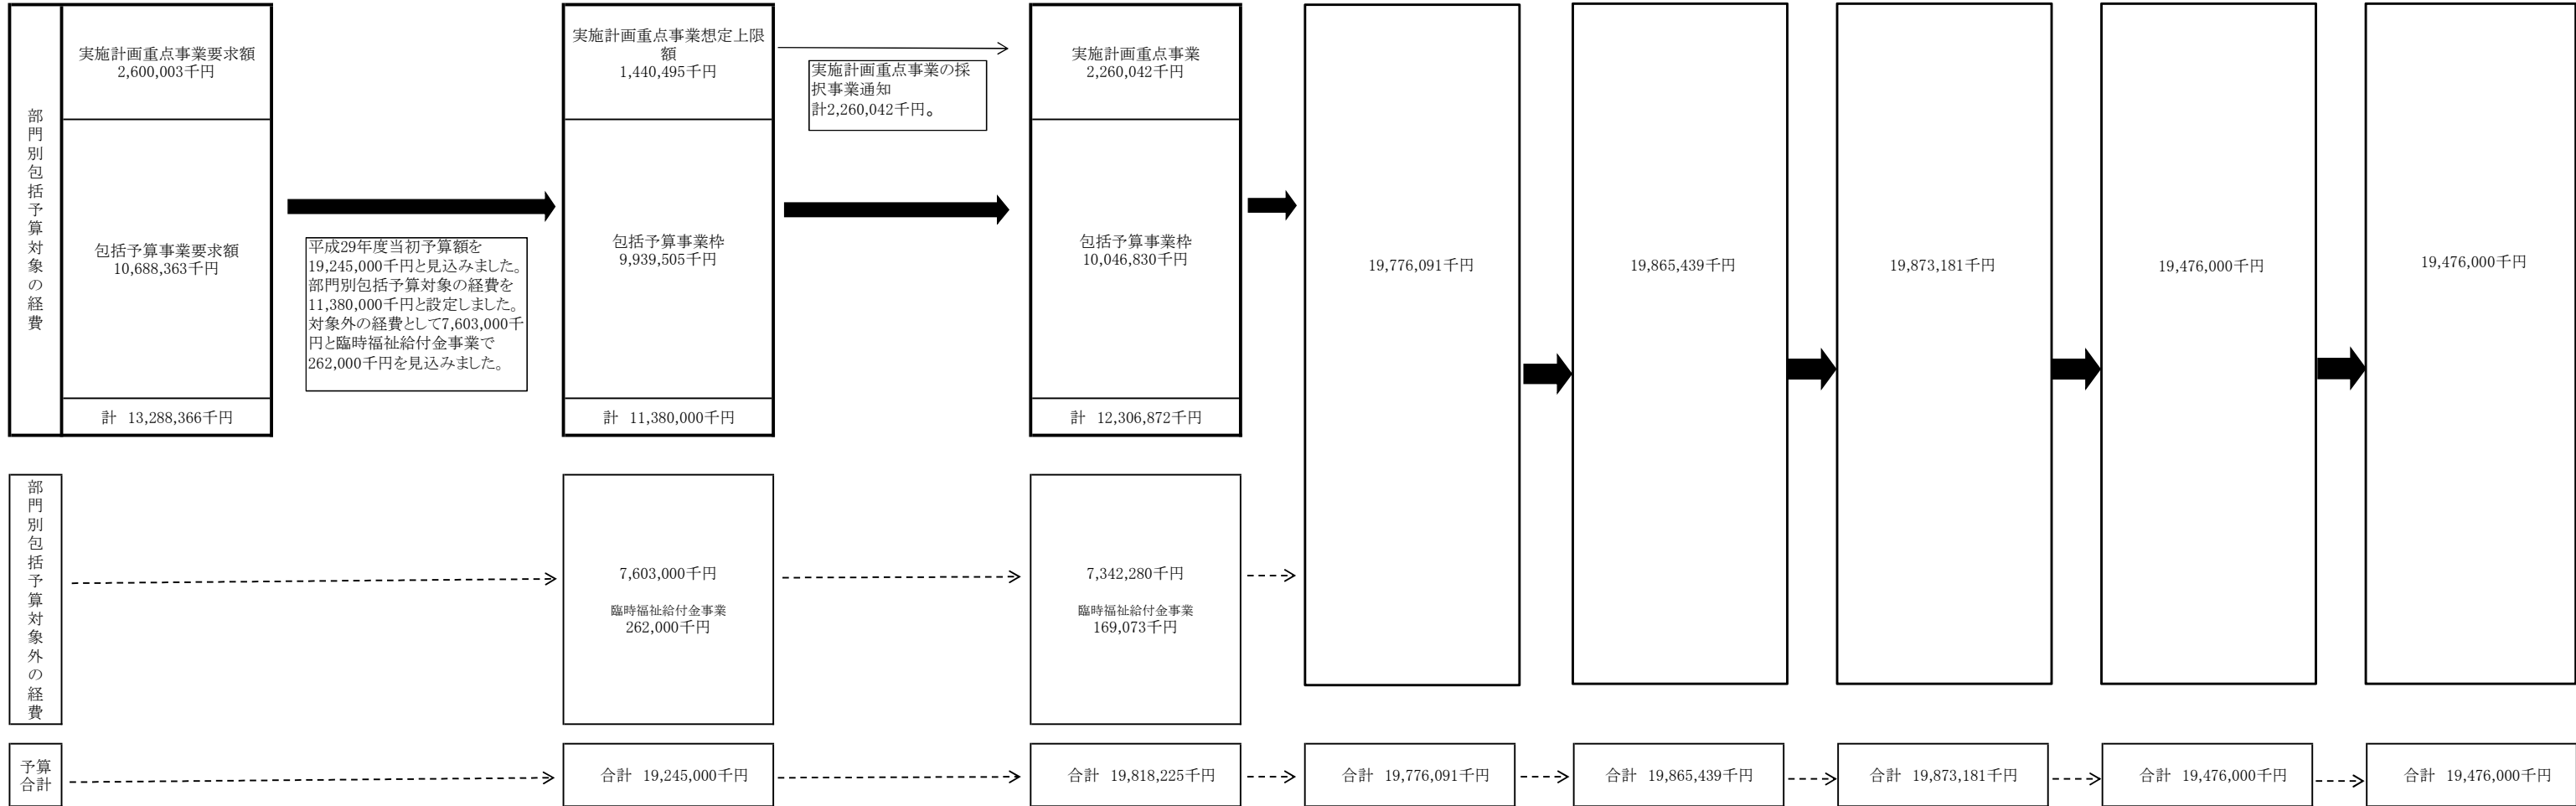 部門別包括予算対象の経費
実施計画重点事業要求額
2,600,003千円
包括予算事業要求額
10,688,363千円
計 13,288,366千円
平成29年度当初予算額を
19,245,000千円と見込みました。
部門別包括予算対象の経費を
11,380,000千円と設定しました。
対象外の経費として7,603,000千
円と臨時福祉給付金事業で
262,000千円を見込みました。
実施計画重点事業想定上限
額
1,440,495千円
包括予算事業枠
9,939,505千円
計 11,380,000千円
実施計画重点事業の採
択事業通知
計2,260,042千円。
実施計画重点事業
2,260,042千円
包括予算事業枠
10,046,830千円
計 12,306,872千円
19,776,091千円
19,865,439千円
19,873,181千円
19,476,000千円
19,476,000千円
部門別包括予算対象外の経費
7,603,000千円
臨時福祉給付金事業
262,000千円
7,342,280千円
臨時福祉給付金事業
169,073千円
予算
合計
合計 19,245,000千円
合計 19,818,225千円
合計 19,776,091千円
合計 19,865,439千円
合計 19,873,181千円
合計 19,476,000千円
合計 19,476,000千円